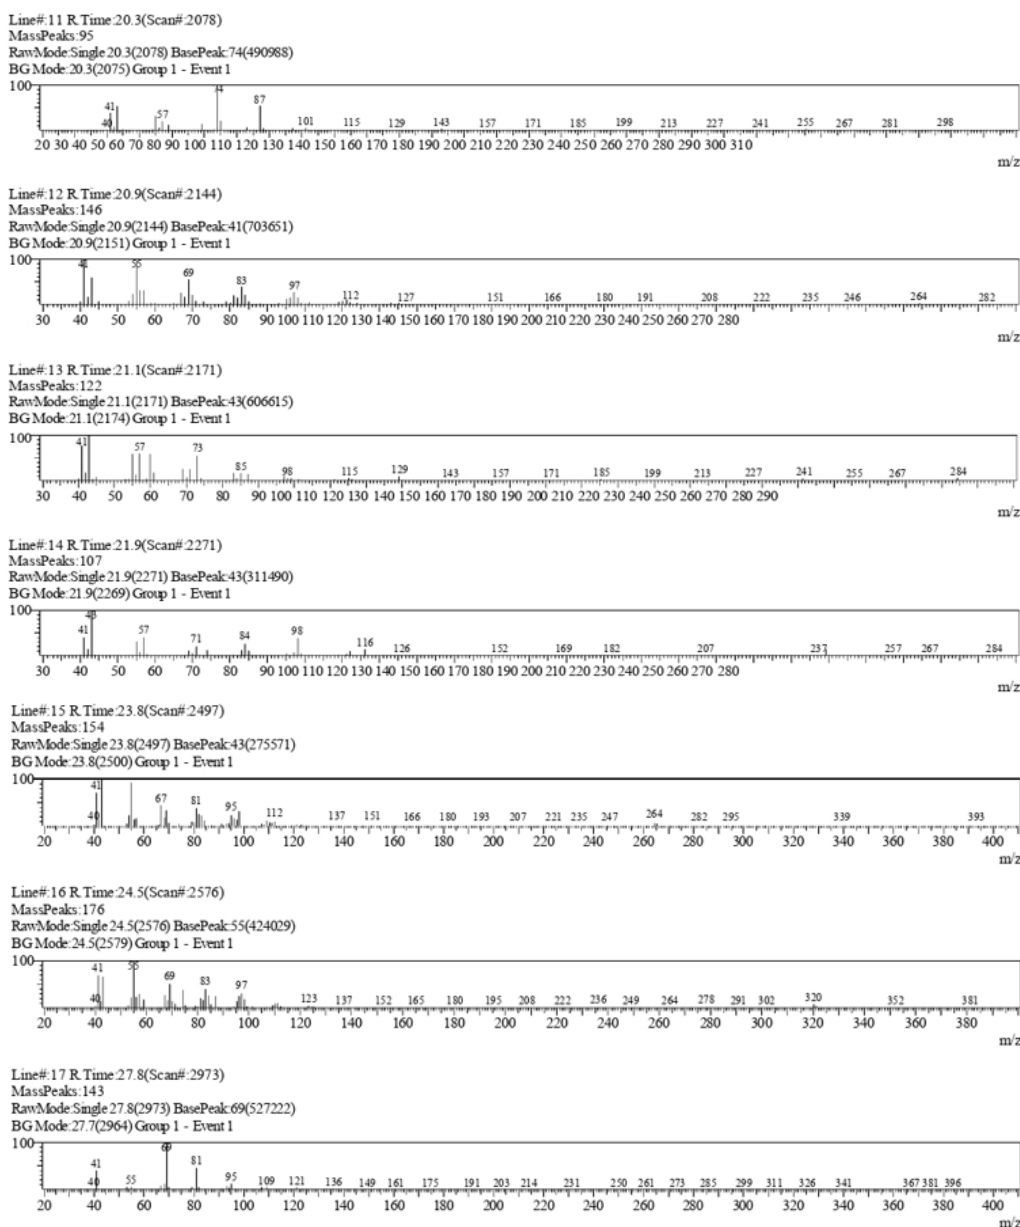 Line#:11 R.Time:20.3(Scan#:2078)
MassPeaks:95
RawMode:Single 20.3(2078) BasePeak:74(490988)
BG Mode:20.3(2075) Group 1 - Event 1
100
74
41 57 87
40 101 115 129 143 157 171 185 199 213 227 241 255 267 281 298
20 30 40 50 60 70 80 90 100 110 120 130 140 150 160 170 180 190 200 210 220 230 240 250 260 270 280 290 300 310
m/z
Line#:12 R.Time:20.9(Scan#:2144)
MassPeaks:146
RawMode:Single 20.9(2144) BasePeak:41(703651)
BG Mode:20.9(2151) Group 1 - Event 1
100
41 55 69 83 97 112 127 151 166 180 191 208 222 235 246 264 282
30 40 50 60 70 80 90 100 110 120 130 140 150 160 170 180 190 200 210 220 230 240 250 260 270 280
m/z
Line#:13 R.Time:21.1(Scan#:2171)
MassPeaks:122
RawMode:Single 21.1(2171) BasePeak:43(606615)
BG Mode:21.1(2174) Group 1 - Event 1
100
41 57 73 85 98 115 129 143 157 171 185 199 213 227 241 255 267 284
30 40 50 60 70 80 90 100 110 120 130 140 150 160 170 180 190 200 210 220 230 240 250 260 270 280 290
m/z
Line#:14 R.Time:21.9(Scan#:2271)
MassPeaks:107
RawMode:Single 21.9(2271) BasePeak:43(311490)
BG Mode:21.9(2269) Group 1 - Event 1
100
43
41 57 71 84 98 116 126 152 169 182 207 237 257 267 284
30 40 50 60 70 80 90 100 110 120 130 140 150 160 170 180 190 200 210 220 230 240 250 260 270 280
m/z
Line#:15 R.Time:23.8(Scan#:2497)
MassPeaks:154
RawMode:Single 23.8(2497) BasePeak:43(275571)
BG Mode:23.8(2500) Group 1 - Event 1
100
41 67 81 95 112
40 137 151 166 180 193 207 221 235 247 264 282 295 339 393
20 40 60 80 100 120 140 160 180 200 220 240 260 280 300 320 340 360 380 400
m/z
Line#:16 R.Time:24.5(Scan#:2576)
MassPeaks:176
RawMode:Single 24.5(2576) BasePeak:55(424029)
BG Mode:24.5(2579) Group 1 - Event 1
100
41 55 69 83 97
40 123 137 152 165 180 195 208 222 236 249 264 278 291 302 320 352 381
20 40 60 80 100 120 140 160 180 200 220 240 260 280 300 320 340 360 380
m/z
Line#:17 R.Time:27.8(Scan#:2973)
MassPeaks:143
RawMode:Single 27.8(2973) BasePeak:69(527222)
BG Mode:27.7(2964) Group 1 - Event 1
100
69
41 81
40 55 95 109 121 136 149 161 175 191 203 214 231 250 261 273 285 299 311 326 341 367 381 396
20 40 60 80 100 120 140 160 180 200 220 240 260 280 300 320 340 360 380 400
m/z